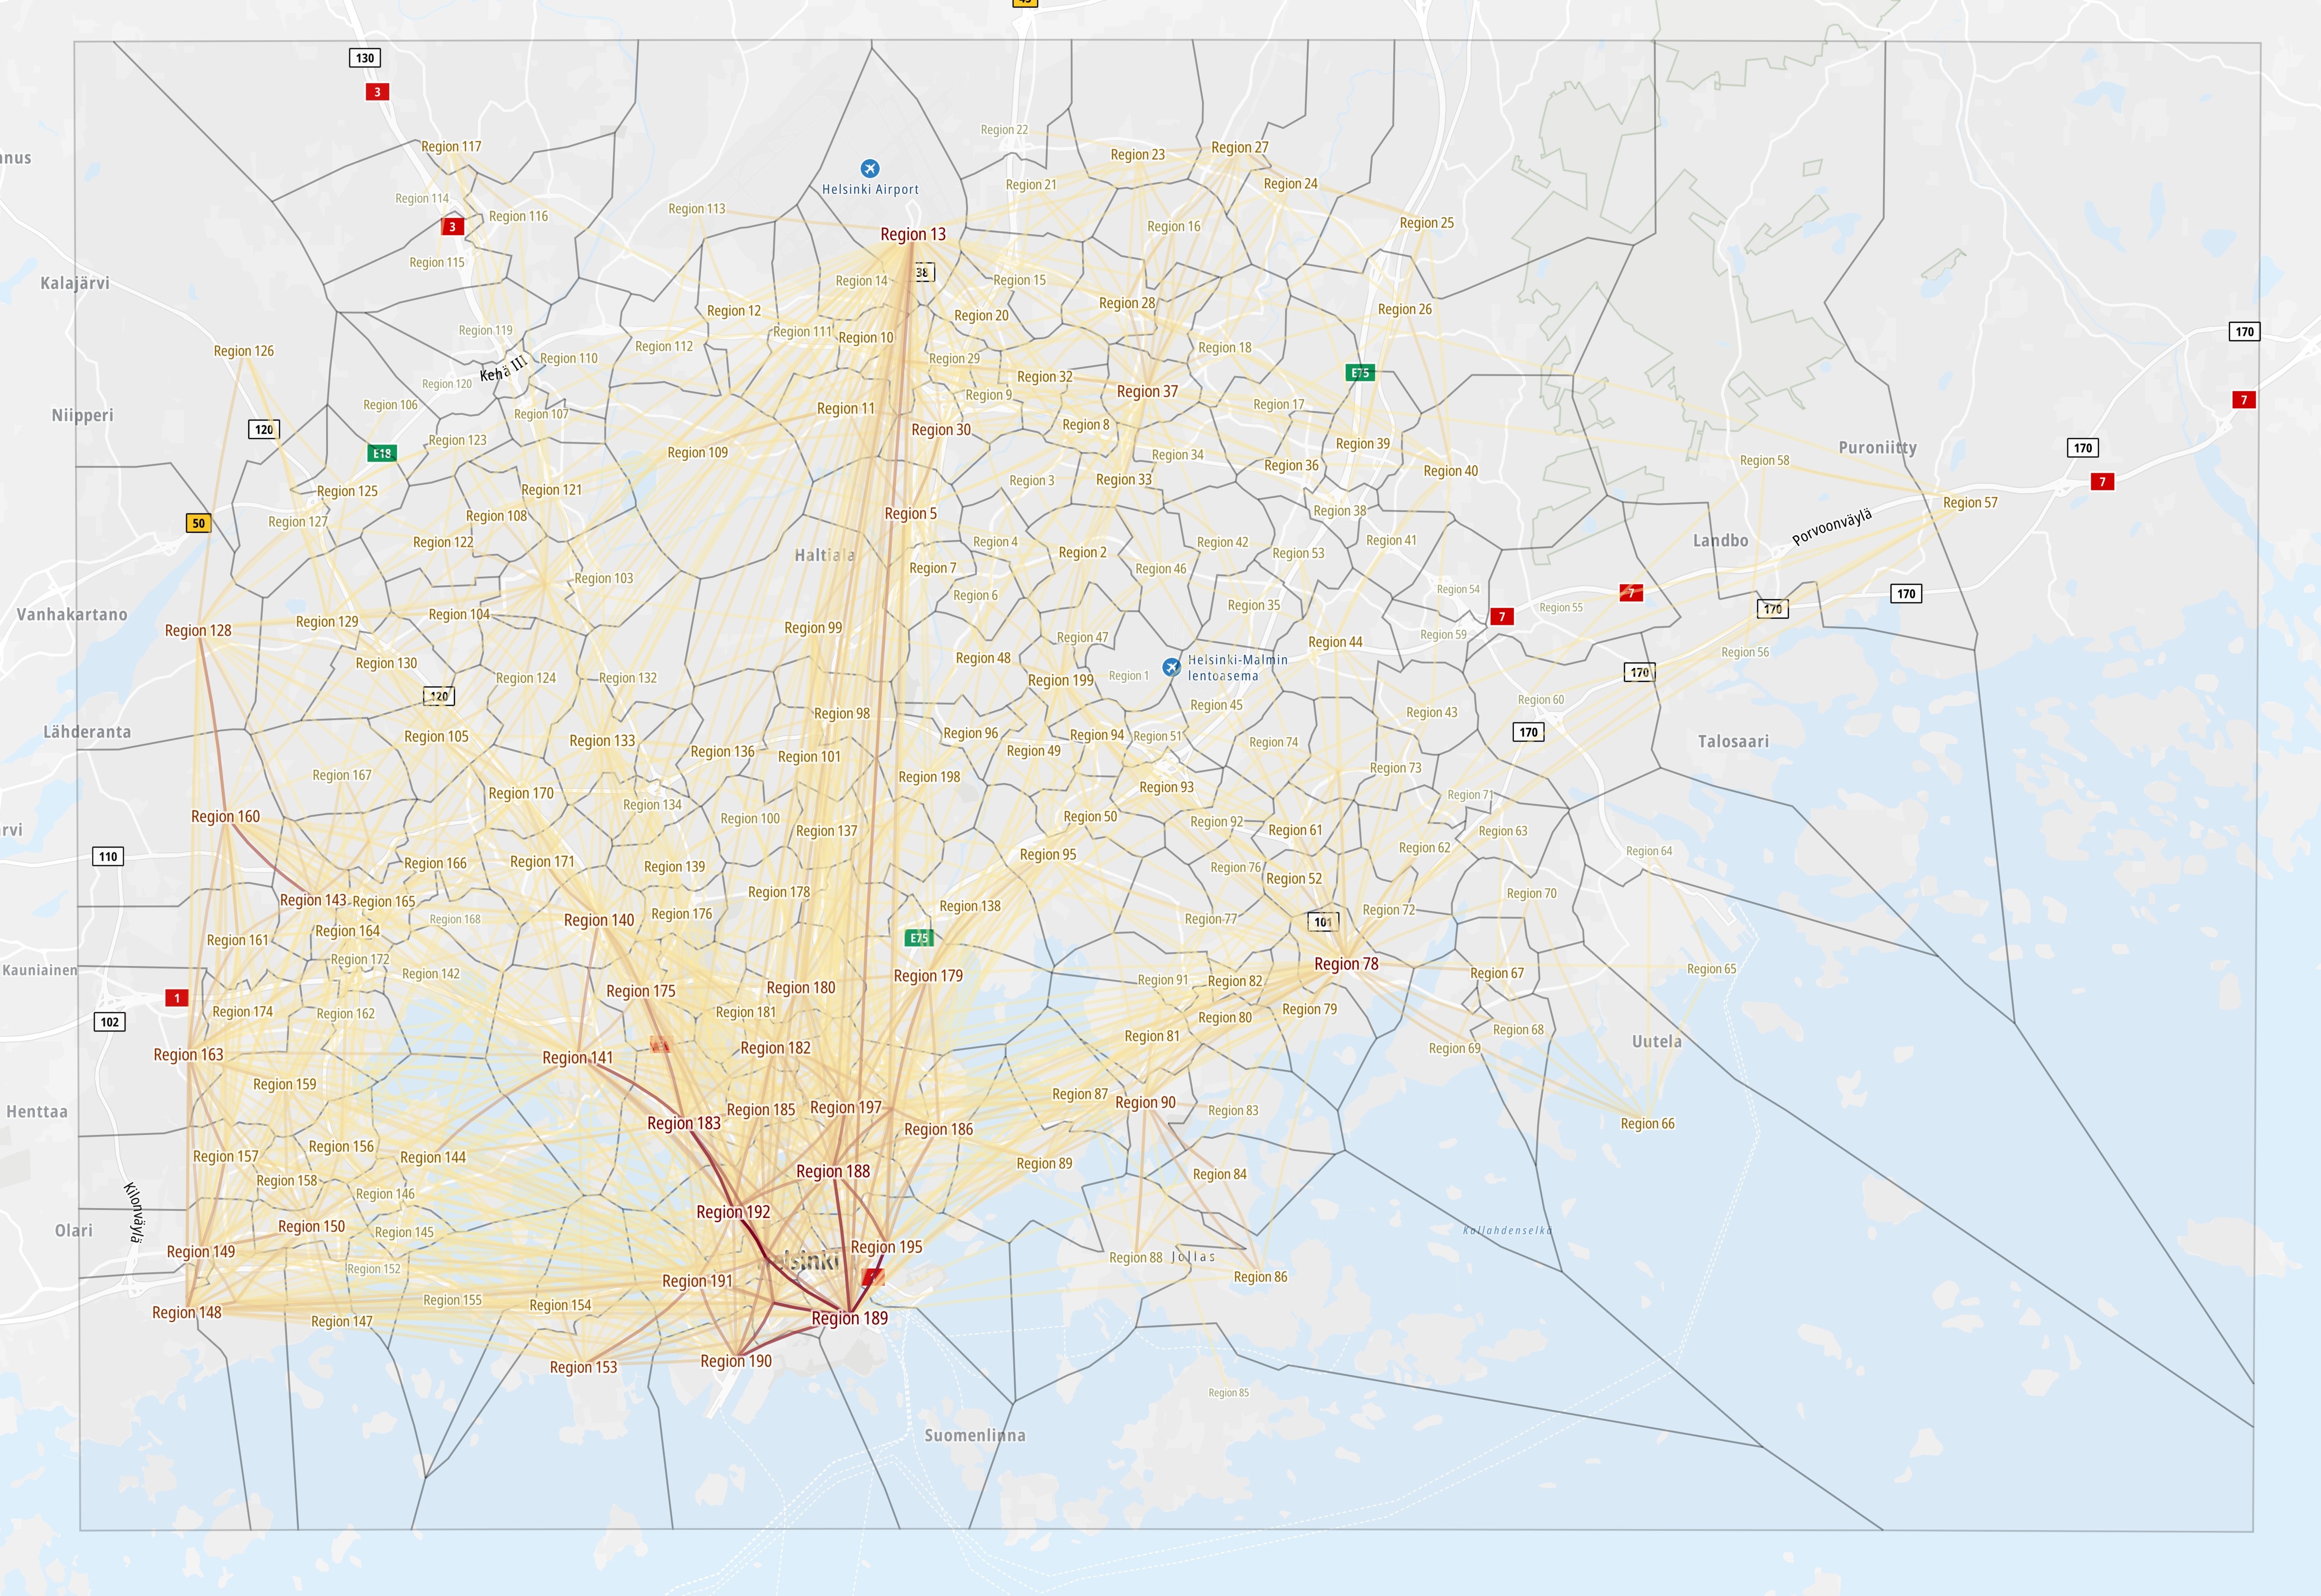 45
130
3
Region 22
Region 117
Region 27
Region 23
nnus
Helsinki Airport
Region 21
Region 24
Region 114
Region 113
Region 116
3
Region 25
Region 16
Region 13
Region 115
38
Region 14
Region 15
Kalajärvi
Region 28
Region 26
Region 12
Region 20
Region 119
Region 111
170
Region 10
Region 112
Region 18
Region 126
Region 110
Region 29
Kehä III
E75
Region 32
Region 120
Region 37
Region 9
7
Region 106
Region 17
Region 11
Niipperi
Region 107
Region 8
120
Region 30
Region 123
Region 39
Puroniitty
170
E18
Region 109
Region 34
Region 58
Region 36
Region 40
Region 3
Region 33
7
Region 125
Region 121
Region 57
Region 38
Region 5
Region 108
50
Region 127
Porvoonväylä
Region 122
Region 4
Region 42
Region 41
Landbo
Haltiala
Region 2
Region 53
Region 7
Region 46
Region 103
Region 54
7
170
Region 6
Region 35
Region 55
170
Vanhakartano
Region 104
7
Region 129
Region 99
Region 128
Region 59
Region 47
Region 44
Region 56
Region 48
Helsinki-Malmin
lentoasema
Region 130
170
Region 1
Region 124
Region 132
Region 199
120
Region 60
Region 45
Region 98
Region 43
Lähderanta
170
Region 96
Region 105
Region 94
Region 51
Region 133
Region 74
Talosaari
Region 136
Region 49
Region 101
Region 73
Region 167
Region 198
Region 93
Region 170
Region 71
Region 134
Region 160
Region 50
Region 100
Region 92
rvi
Region 137
Region 61
Region 63
Region 62
Region 64
110
Region 95
Region 166
Region 171
Region 139
Region 76
Region 52
Region 178
Region 70
Region 143
Region 165
Region 138
Region 72
Region 176
Region 168
Region 140
Region 77
101
Region 164
Region 161
E75
Region 172
Region 78
Kauniainen
Region 142
Region 179
Region 67
Region 65
Region 91
Region 82
Region 175
Region 180
1
Region 174
Region 162
Region 181
Region 79
102
Region 80
Region 68
Region 81
Uutela
Region 182
Region 69
Region 163
Region 141
Region 159
Region 87
Region 90
Henttaa
Region 185
Region 197
Region 83
Region 183
Region 66
Region 186
Region 156
Region 157
Region 144
Region 89
Region 188
Region 84
Region 158
Region 146
Kilonväylä
Region 192
Region 150
Olari
Region 145
Kallahdenselkä
Region 195
Region 149
Region 88
Jollas
elsinki
Region 152
Region 86
Region 191
Region 155
Region 154
Region 148
Region 189
Region 147
Region 190
Region 153
Region 85
Suomenlinna